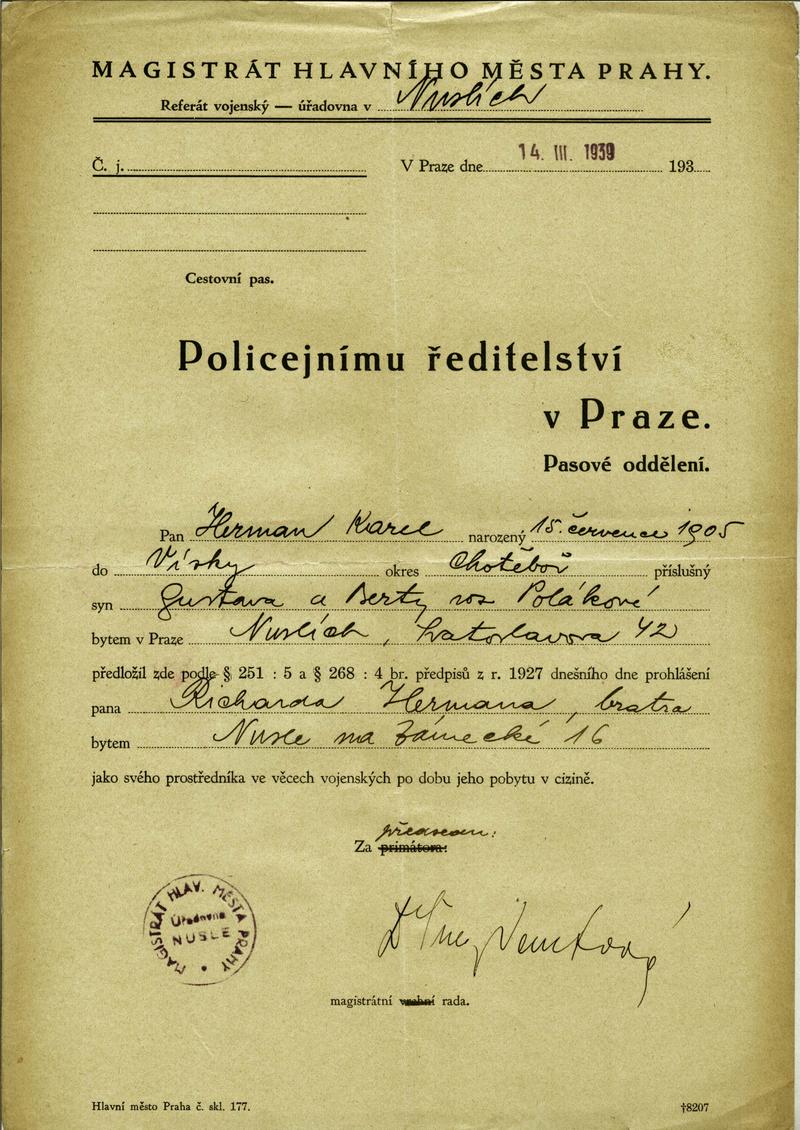 MAGISTRÁT HLAVNÍHO MĚSTA PRAHY.
Referát vojenský — úřadovna v Nuslích
Č. j.
V Praze dne 14. III. 1939 193
Cestovní pas.
Policejnímu ředitelství
v Praze.
Pasové oddělení.
Pan Herman Karel narozený 15. července 1905
do Vísky okres Chotěboř příslušný
syn Gustava a Berty roz Polákové
bytem v Praze Nuslích, 42
předložil zde podle § 251 : 5 a § 268 : 4 br. předpisů z r. 1927 dnešního dne prohlášení
pana Richarda Hermana, bratra
bytem Nusle na Zámecké 16
jako svého prostředníka ve věcech vojenských po dobu jeho pobytu v cizině.
Za primátora:
MAGISTRÁT HLAV. MĚSTA PRAHY
Úřadovna
NUSLE
magistrátní rada.
Hlavní město Praha č. skl. 177.
†8207